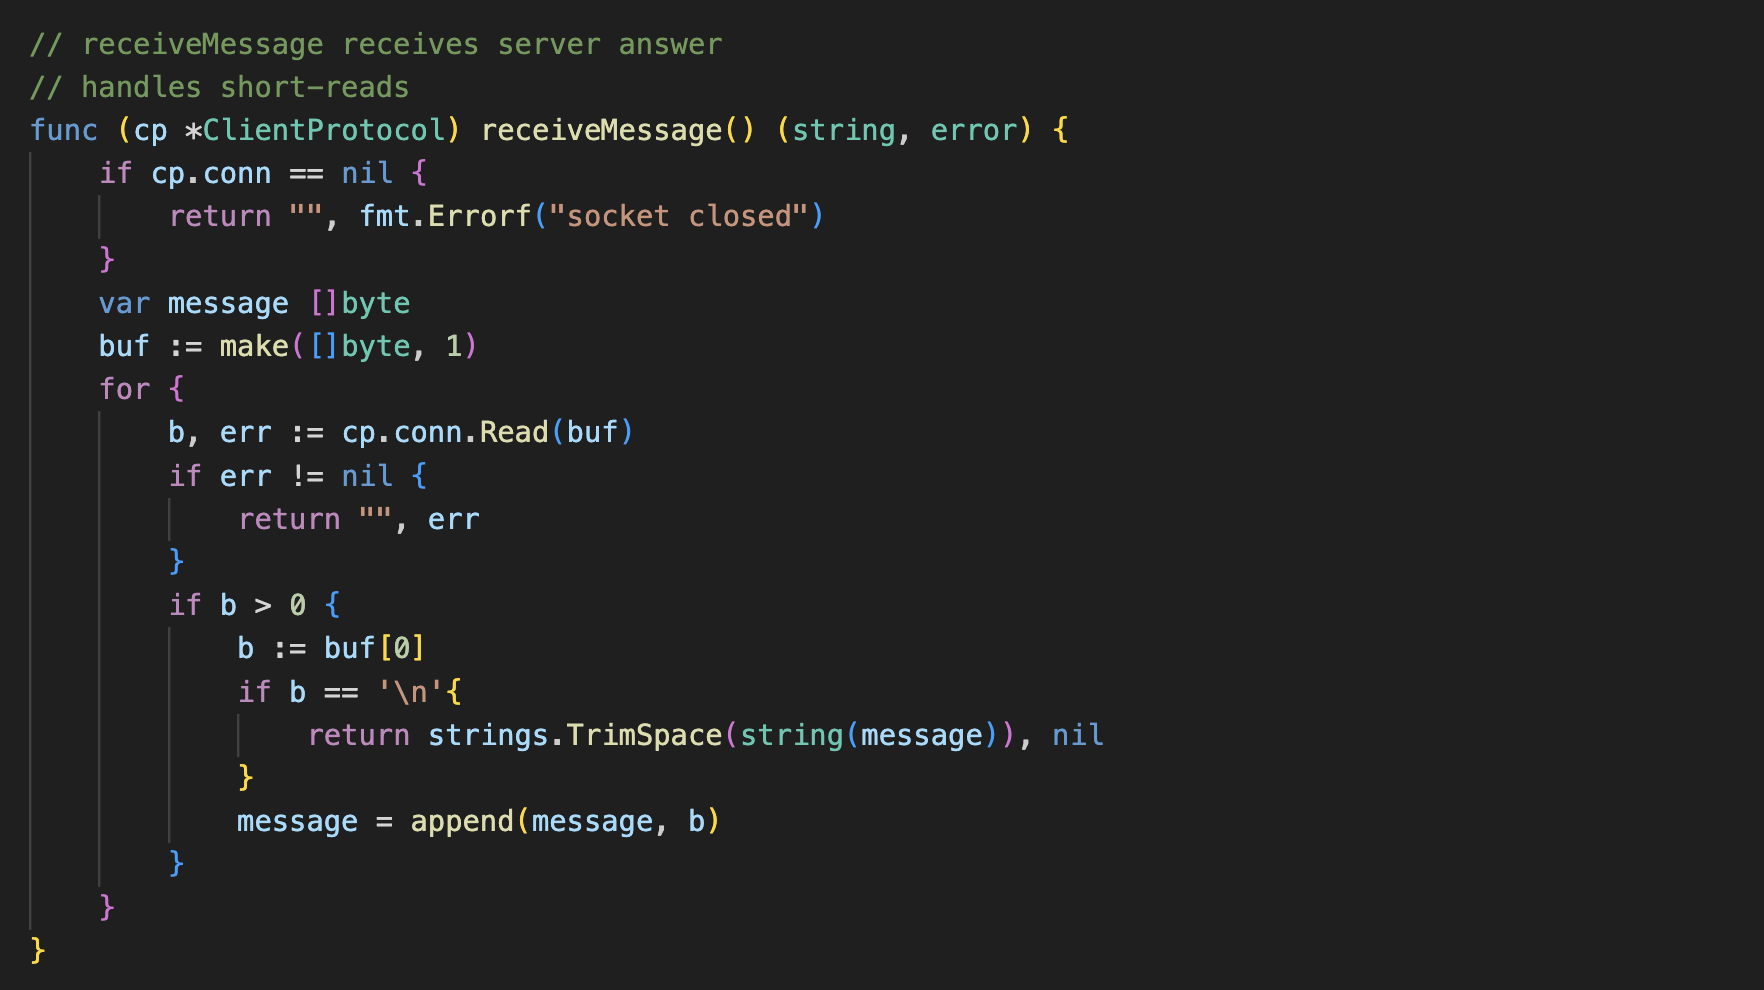 // receiveMessage receives server answer
// handles short-reads
func (cp *ClientProtocol) receiveMessage() (string, error) {
    if cp.conn == nil {
        return "", fmt.Errorf("socket closed")
    }
    var message []byte
    buf := make([]byte, 1)
    for {
        b, err := cp.conn.Read(buf)
        if err != nil {
            return "", err
        }
        if b > 0 {
            b := buf[0]
            if b == '\n'{
                return strings.TrimSpace(string(message)), nil
            }
            message = append(message, b)
        }
    }
}